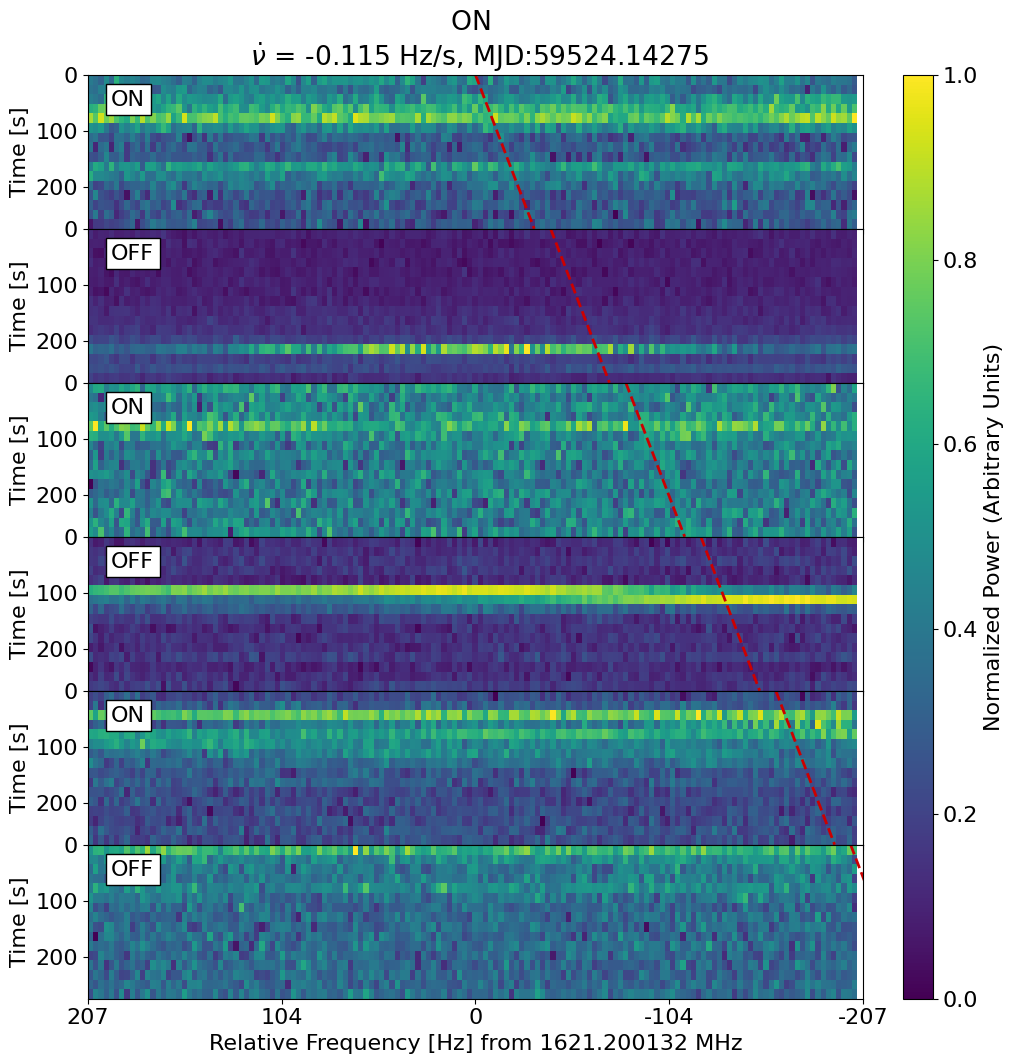 ON
ν̇ = -0.115 Hz/s, MJD:59524.14275
0
100
200
Time [s]
ON
0
100
200
Time [s]
OFF
0
100
200
Time [s]
ON
0
100
200
Time [s]
OFF
0
100
200
Time [s]
ON
0
100
200
Time [s]
OFF
207
104
0
-104
-207
Relative Frequency [Hz] from 1621.200132 MHz
1.0
0.8
0.6
0.4
0.2
0.0
Normalized Power (Arbitrary Units)